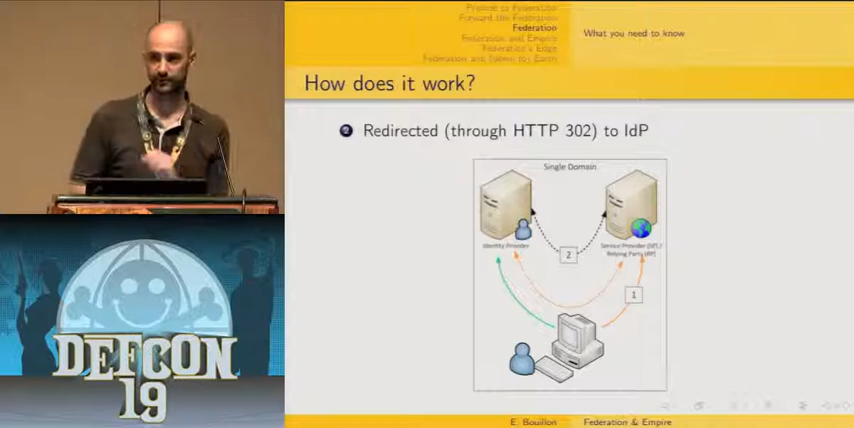 Prelude to Federation
Forward the Federation
Federation
Federation and Empire
Federation's Edge
Federation and
for Earth
What you need to know
How does it work?
2 Redirected (through HTTP 302) to IdP
Single Domain
Identity Provider
Service Provider (SP) /
Relying Party (RP)
2
1
DEFCON
19
E. Bouillon
Federation & Empire